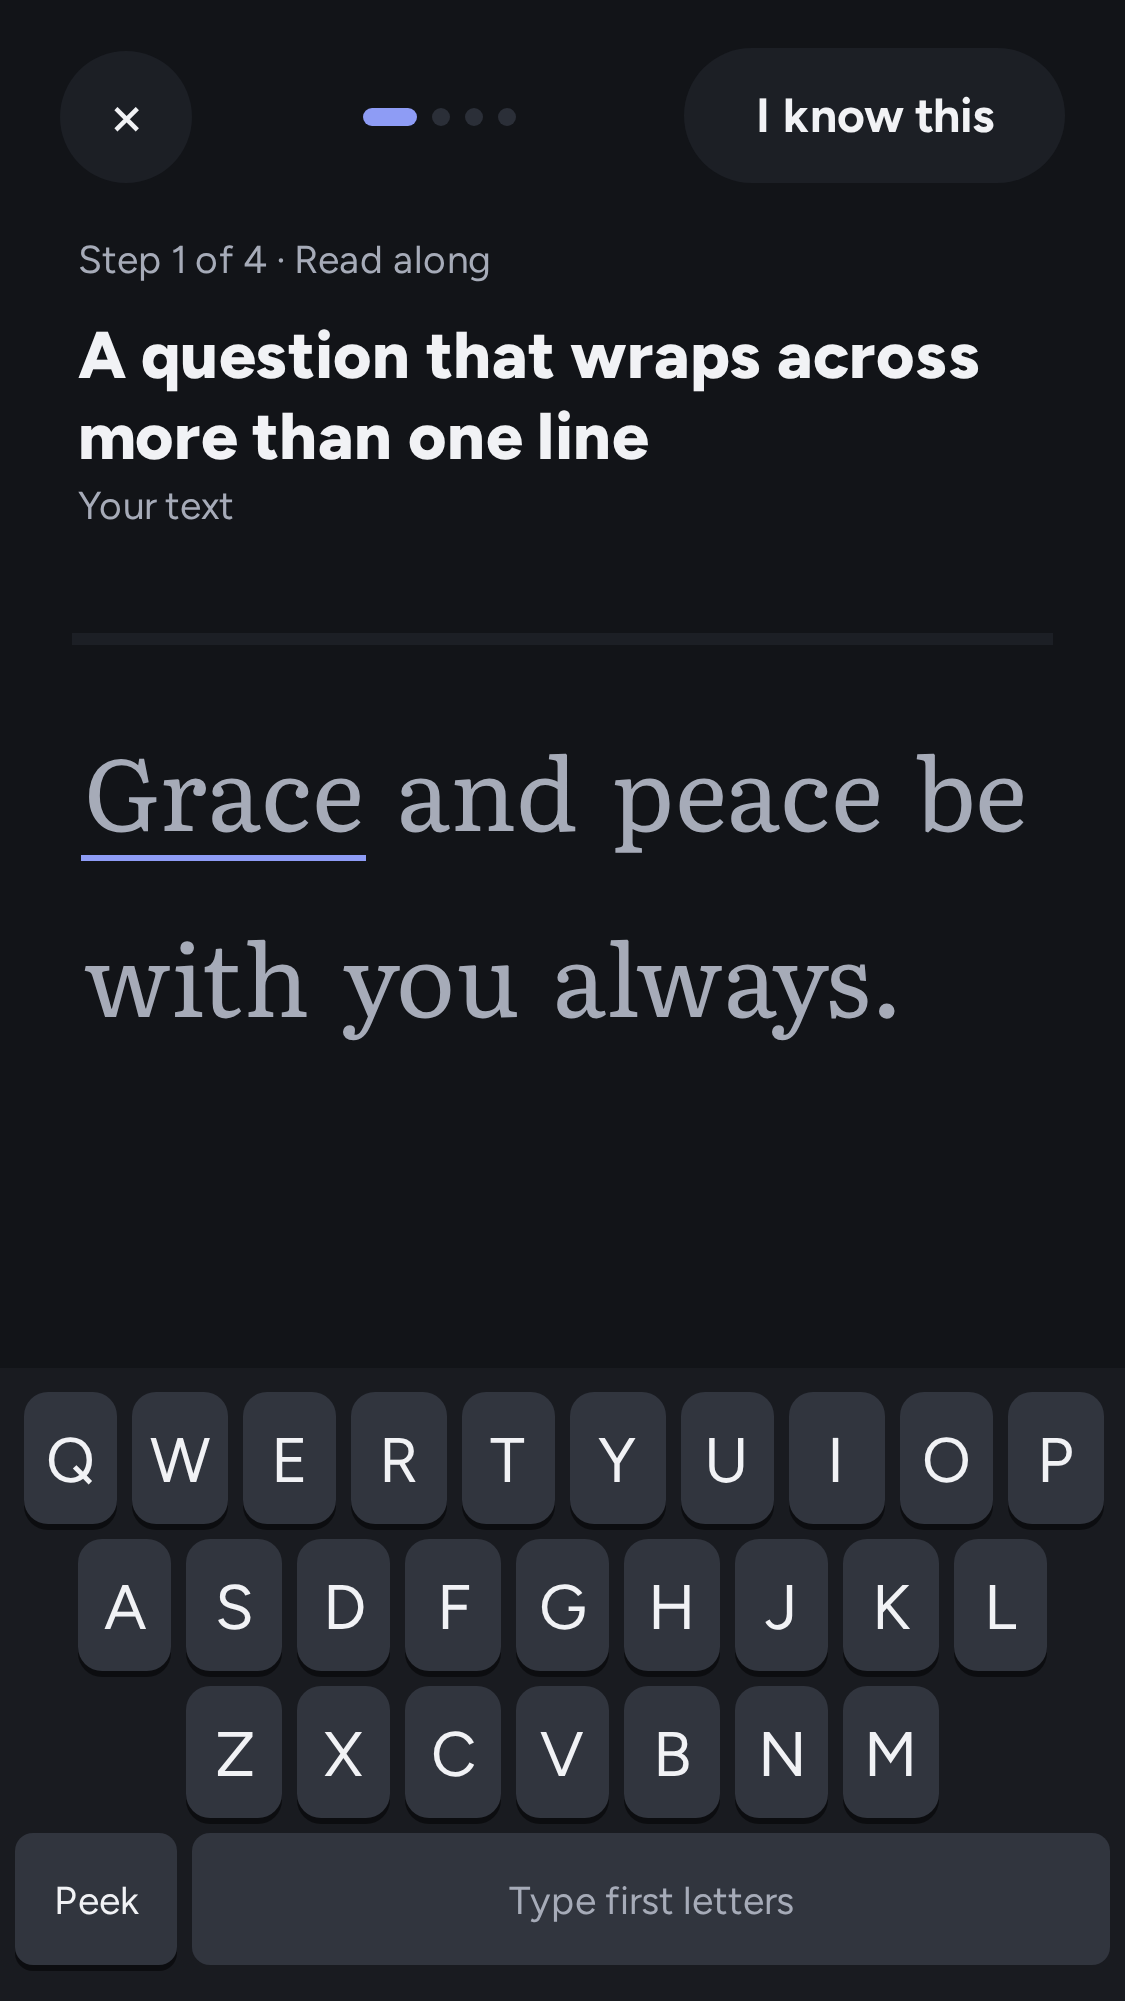 ×
I know this
Step 1 of 4 · Read along
A question that wraps across
more than one line
Your text
Grace and peace be
with you always.
Q W E R T Y U I O P
A S D F G H J K L
Z X C V B N M
Peek
Type first letters